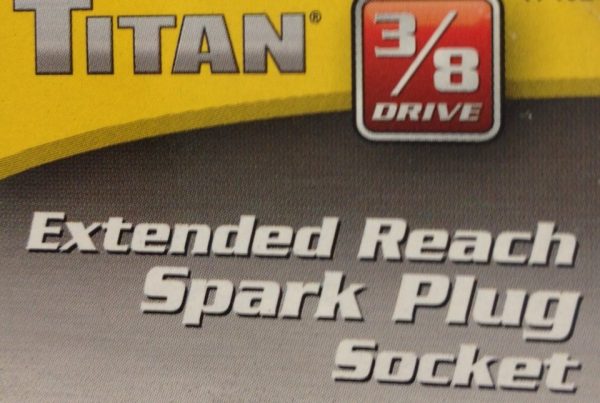 TITAN®
3/8
DRIVE
Extended Reach
Spark Plug
Socket